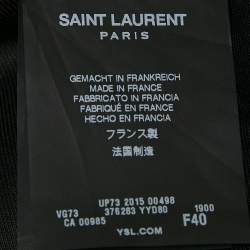 SAINT LAURENT
PARIS
GEMACHT IN FRANKREICH
MADE IN FRANCE
FABBRICATO IN FRANCIA
FABRIQUÉ EN FRANCE
HECHO EN FRANCIA
フランス製
法国制造
UP73 2015 00498
VG73 376283 YYD80 1900
CA 00985 F40
YSL.COM